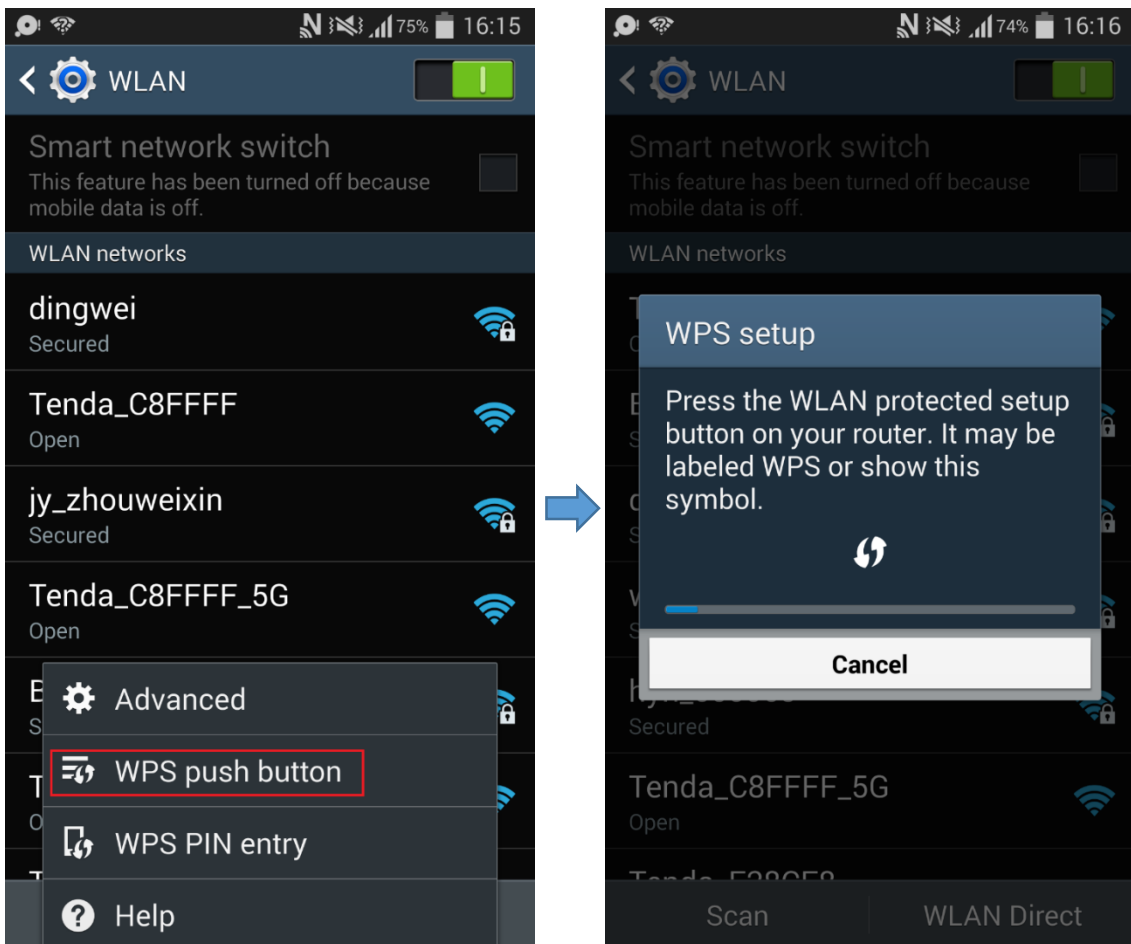 75% 16:15
WLAN
Smart network switch
This feature has been turned off because
mobile data is off.
WLAN networks
dingwei
Secured
Tenda_C8FFFF
Open
jy_zhouweixin
Secured
Tenda_C8FFFF_5G
Open
Advanced
WPS push button
WPS PIN entry
Help
74% 16:16
WLAN
Smart network switch
This feature has been turned off because
mobile data is off.
WLAN networks
WPS setup
Press the WLAN protected setup
button on your router. It may be
labeled WPS or show this
symbol.
Cancel
Secured
Tenda_C8FFFF_5G
Open
Scan
WLAN Direct